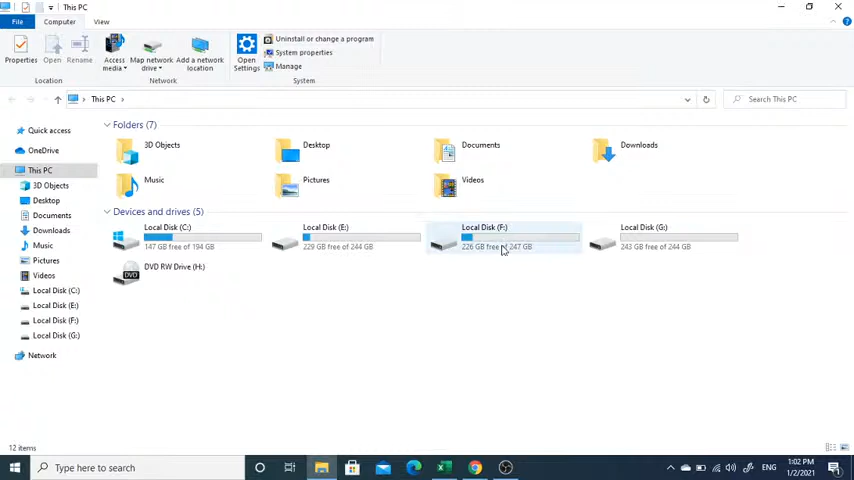 This PC
File Computer View
Properties Open Rename Access media Map network drive Add a network location Open Settings Uninstall or change a program
System properties
Manage
Location Network System
This PC
Search This PC
Quick access
OneDrive
This PC
3D Objects
Desktop
Documents
Downloads
Music
Pictures
Videos
Local Disk (C:)
Local Disk (E:)
Local Disk (F:)
Local Disk (G:)
Network
Folders (7)
3D Objects Desktop Documents Downloads
Music Pictures Videos
Devices and drives (5)
Local Disk (C:) Local Disk (E:) Local Disk (F:) Local Disk (G:)
147 GB free of 194 GB 229 GB free of 244 GB 226 GB free of 247 GB 243 GB free of 244 GB
DVD RW Drive (H:)
DVD
12 items
Type here to search
ENG
1:02 PM
1/2/2021